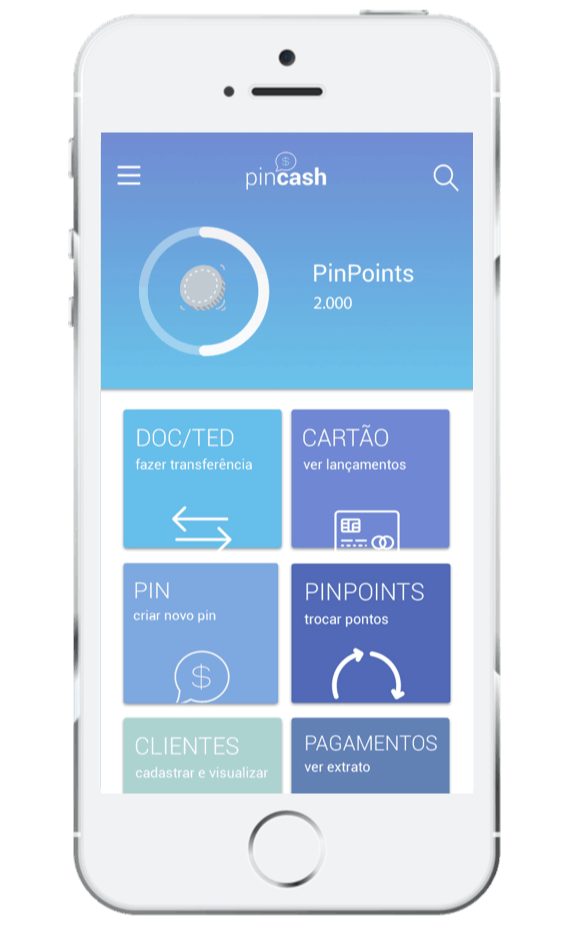 pincash
PinPoints
2.000
DOC/TED
fazer transferência
CARTÃO
ver lançamentos
PIN
criar novo pin
PINPOINTS
trocar pontos
CLIENTES
cadastrar e visualizar
PAGAMENTOS
ver extrato